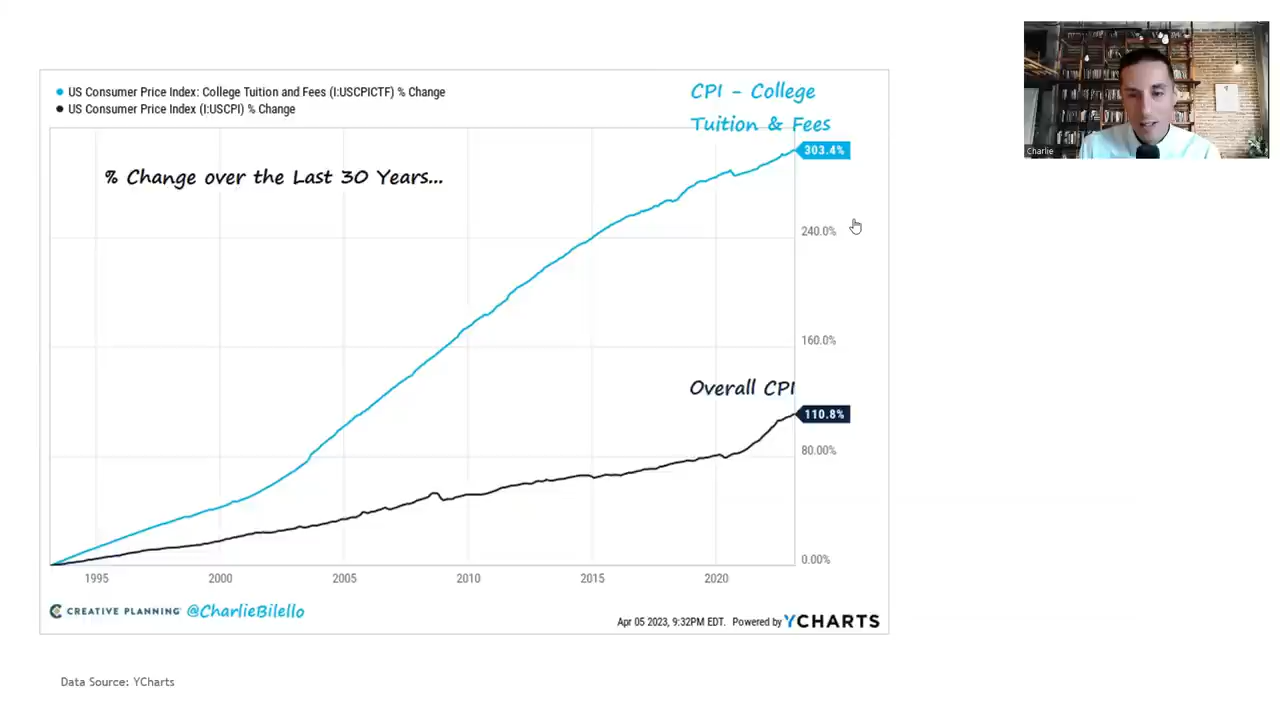 US Consumer Price Index: College Tuition and Fees (I:USCPICTF) % Change
US Consumer Price Index (I:USCPI) % Change
CPI - College
Tuition & Fees
303.4%
% Change over the Last 30 Years...
240.0%
160.0%
Overall CPI
110.8%
80.00%
0.00%
1995 2000 2005 2010 2015 2020
CREATIVE PLANNING @CharlieBilello
Apr 05 2023, 9:32PM EDT. Powered by YCHARTS
Data Source: YCharts
Charlie